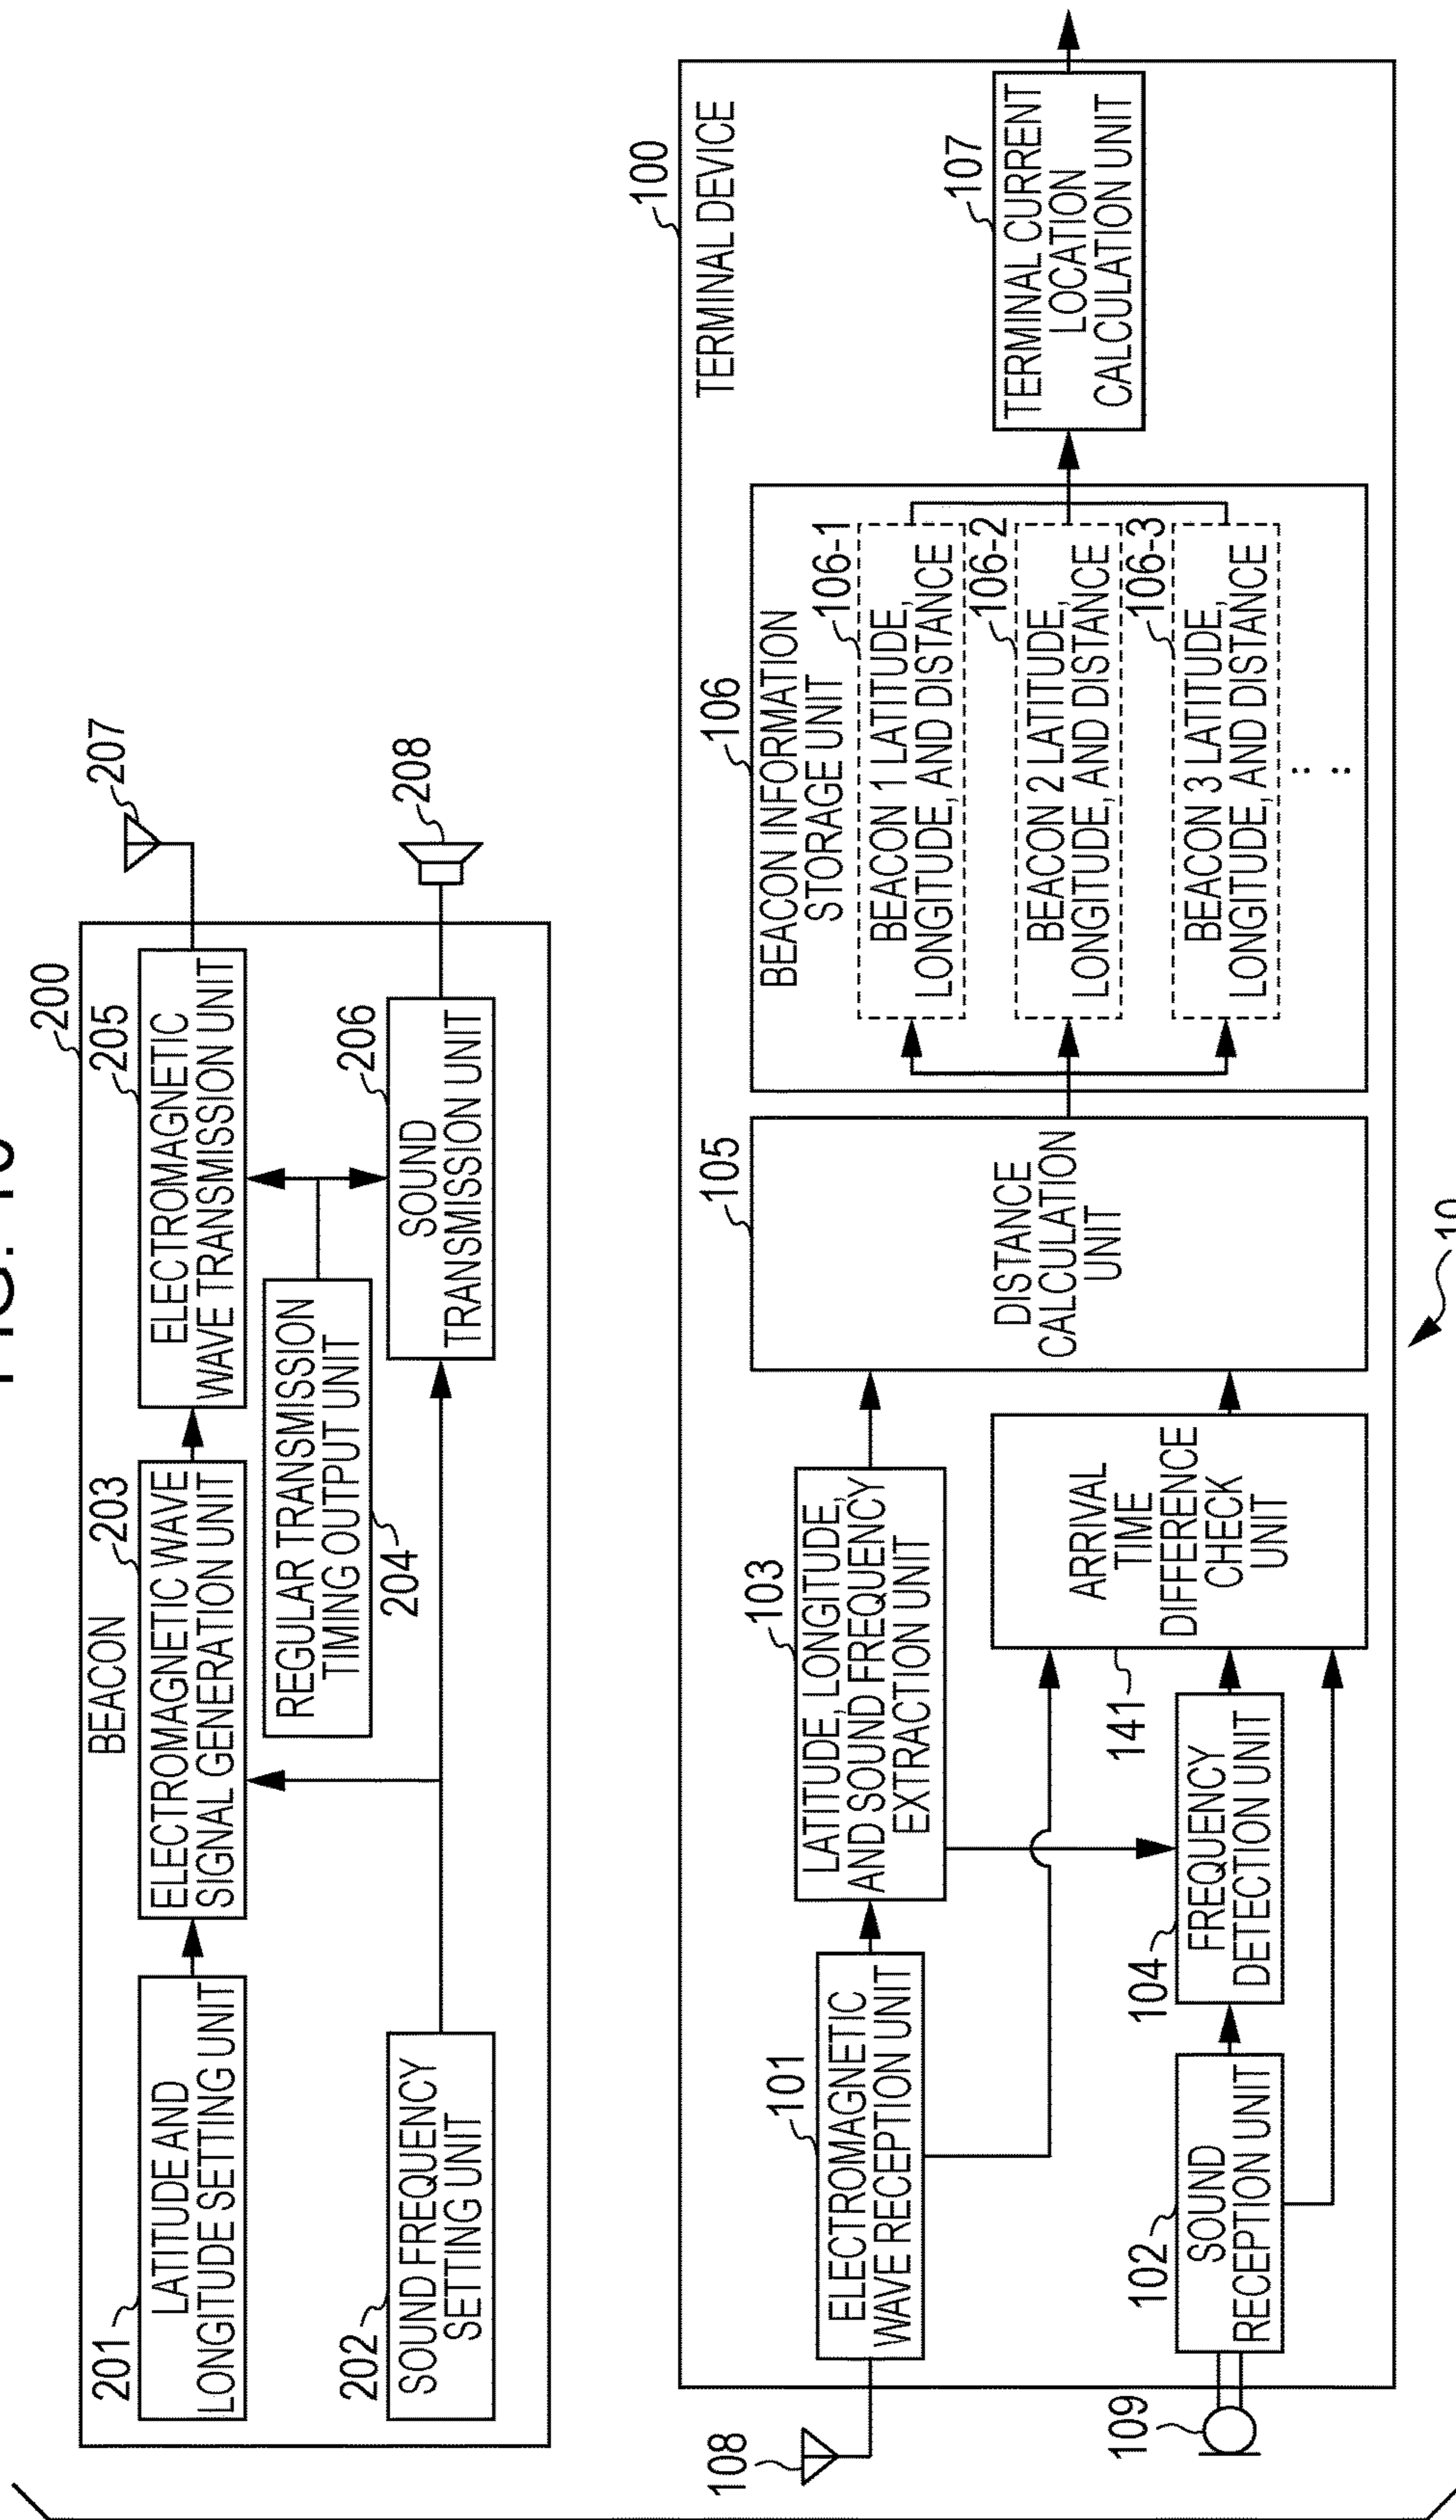 FIG.
200
BEACON
201
LATITUDE AND
LONGITUDE SETTING UNIT
203
ELECTROMAGNETIC WAVE
SIGNAL GENERATION UNIT
205
ELECTROMAGNETIC
WAVE TRANSMISSION UNIT
207
REGULAR TRANSMISSION
TIMING OUTPUT UNIT
204
202
SOUND FREQUENCY
SETTING UNIT
206
SOUND
TRANSMISSION UNIT
208
100
TERMINAL DEVICE
108
101
ELECTROMAGNETIC
WAVE RECEPTION UNIT
103
LATITUDE, LONGITUDE,
AND SOUND FREQUENCY
EXTRACTION UNIT
109
102
SOUND
RECEPTION UNIT
104
FREQUENCY
DETECTION UNIT
141
ARRIVAL
TIME
DIFFERENCE
CHECK
UNIT
105
DISTANCE
CALCULATION
UNIT
106
BEACON INFORMATION
STORAGE UNIT
106-1
BEACON 1 LATITUDE,
LONGITUDE, AND DISTANCE
106-2
BEACON 2 LATITUDE,
LONGITUDE, AND DISTANCE
106-3
BEACON 3 LATITUDE,
LONGITUDE, AND DISTANCE
107
TERMINAL CURRENT
LOCATION
CALCULATION UNIT
10